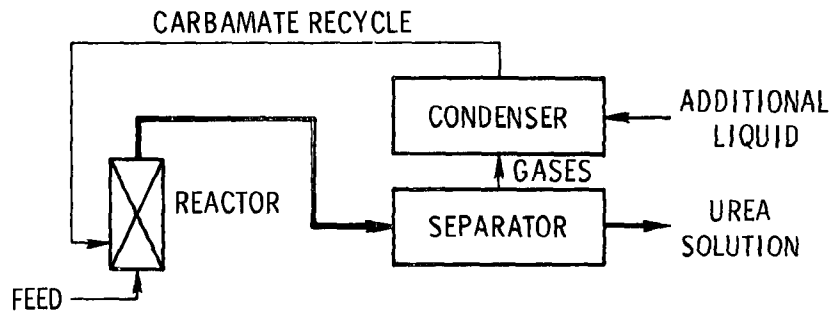 CARBAMATE RECYCLE
CONDENSER
ADDITIONAL
LIQUID
GASES
REACTOR
SEPARATOR
UREA
SOLUTION
FEED